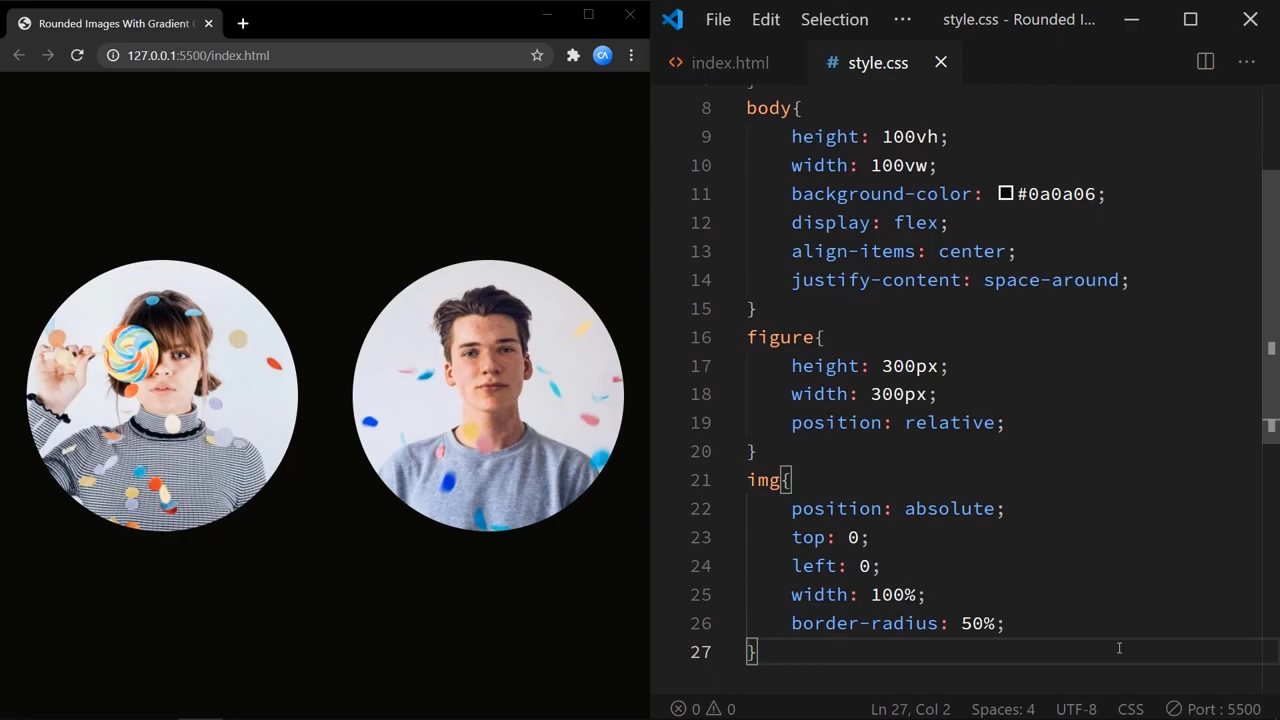 Rounded Images With Gradient
127.0.0.1:5500/index.html
File Edit Selection ··· style.css - Rounded I...
index.html
# style.css
8 body{
9 height: 100vh;
10 width: 100vw;
11 background-color: #0a0a06;
12 display: flex;
13 align-items: center;
14 justify-content: space-around;
15 }
16 figure{
17 height: 300px;
18 width: 300px;
19 position: relative;
20 }
21 img{
22 position: absolute;
23 top: 0;
24 left: 0;
25 width: 100%;
26 border-radius: 50%;
27 }
0 0 Ln 27, Col 2 Spaces: 4 UTF-8 CSS Port : 5500